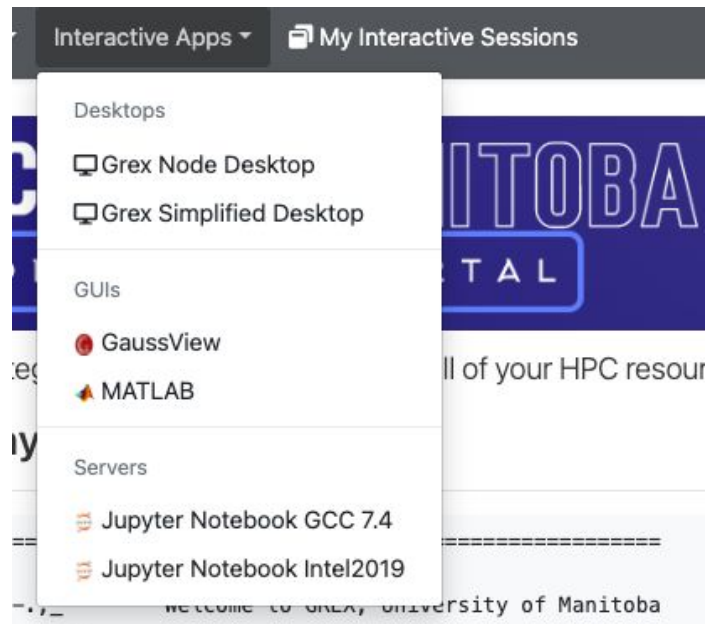 Interactive Apps My Interactive Sessions
Desktops
Grex Node Desktop
Grex Simplified Desktop
GUIs
GaussView
MATLAB
Servers
Jupyter Notebook GCC 7.4
Jupyter Notebook Intel2019
ITOBA
TAL
ll of your HPC resour
====================
Welcome to GREX, University of Manitoba